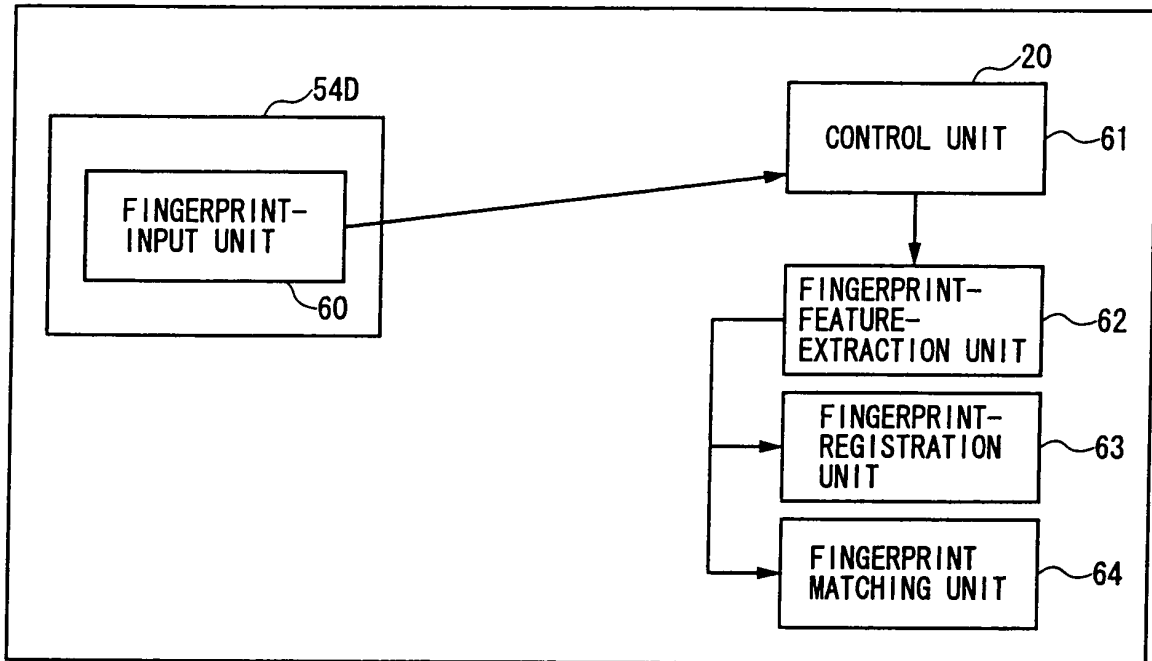 54D
FINGERPRINT-
INPUT UNIT
60
20
CONTROL UNIT
61
FINGERPRINT-
FEATURE-
EXTRACTION UNIT
62
FINGERPRINT-
REGISTRATION
UNIT
63
FINGERPRINT
MATCHING UNIT
64